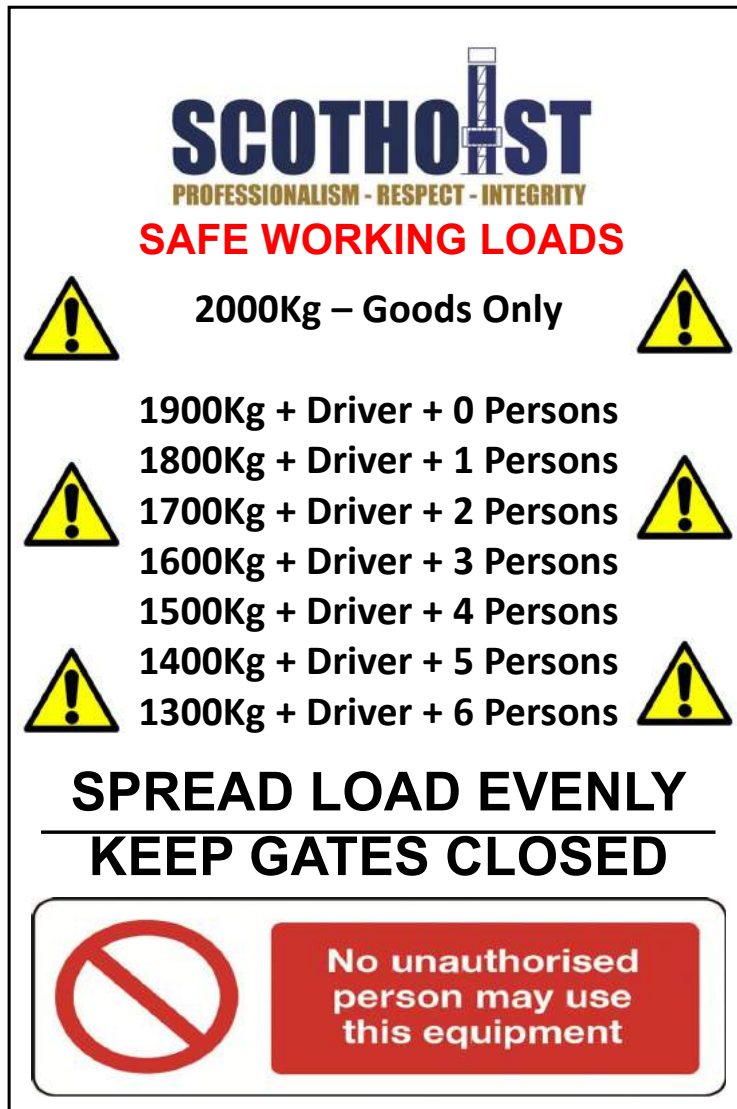 SCOTHOIST
PROFESSIONALISM - RESPECT - INTEGRITY
SAFE WORKING LOADS
2000Kg – Goods Only
1900Kg + Driver + 0 Persons
1800Kg + Driver + 1 Persons
1700Kg + Driver + 2 Persons
1600Kg + Driver + 3 Persons
1500Kg + Driver + 4 Persons
1400Kg + Driver + 5 Persons
1300Kg + Driver + 6 Persons
SPREAD LOAD EVENLY
KEEP GATES CLOSED
No unauthorised
person may use
this equipment